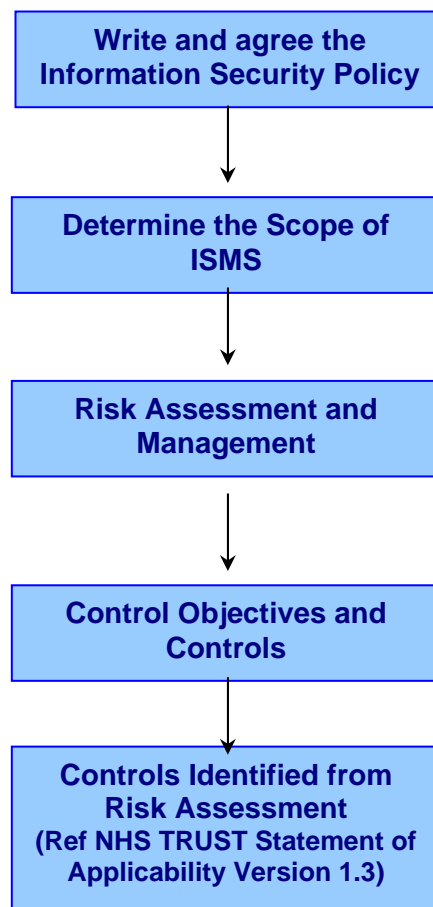 Write and agree the
Information Security Policy
Determine the Scope of
ISMS
Risk Assessment and
Management
Control Objectives and
Controls
Controls Identified from
Risk Assessment
(Ref NHS TRUST Statement of
Applicability Version 1.3)